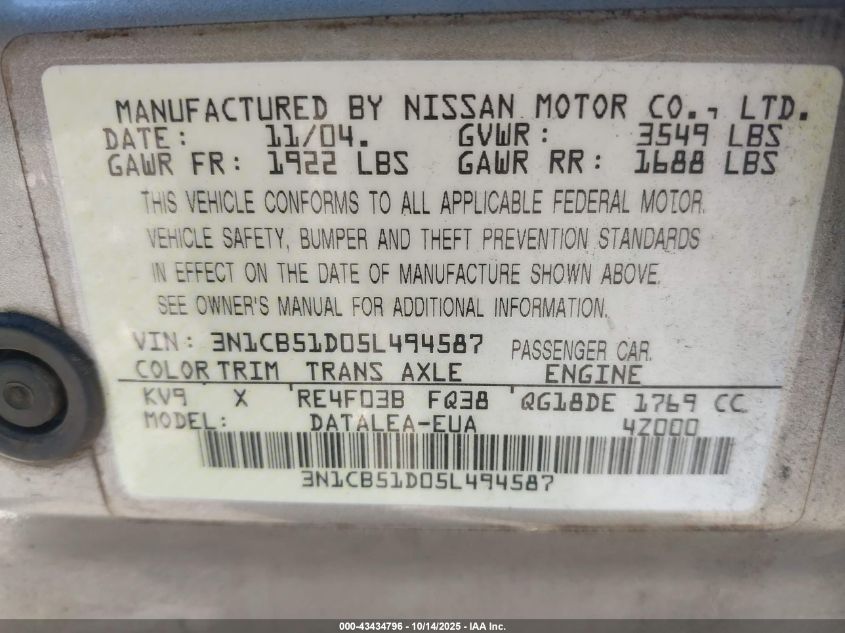 MANUFACTURED BY NISSAN MOTOR CO., LTD.
DATE: 11/04. GVWR: 3549 LBS
GAWR FR: 1922 LBS GAWR RR: 1688 LBS
THIS VEHICLE CONFORMS TO ALL APPLICABLE FEDERAL MOTOR
VEHICLE SAFETY, BUMPER AND THEFT PREVENTION STANDARDS
IN EFFECT ON THE DATE OF MANUFACTURE SHOWN ABOVE.
SEE OWNER'S MANUAL FOR ADDITIONAL INFORMATION.
VIN: 3N1CB51D05L494587 PASSENGER CAR.
COLOR TRIM TRANS AXLE ENGINE
KV9 X RE4F03B FQ38 QG18DE 1769 CC
MODEL: DATALEA-EUA 4Z000
3N1CB51D05L494587
000-43434796 - 10/14/2025 - IAA Inc.